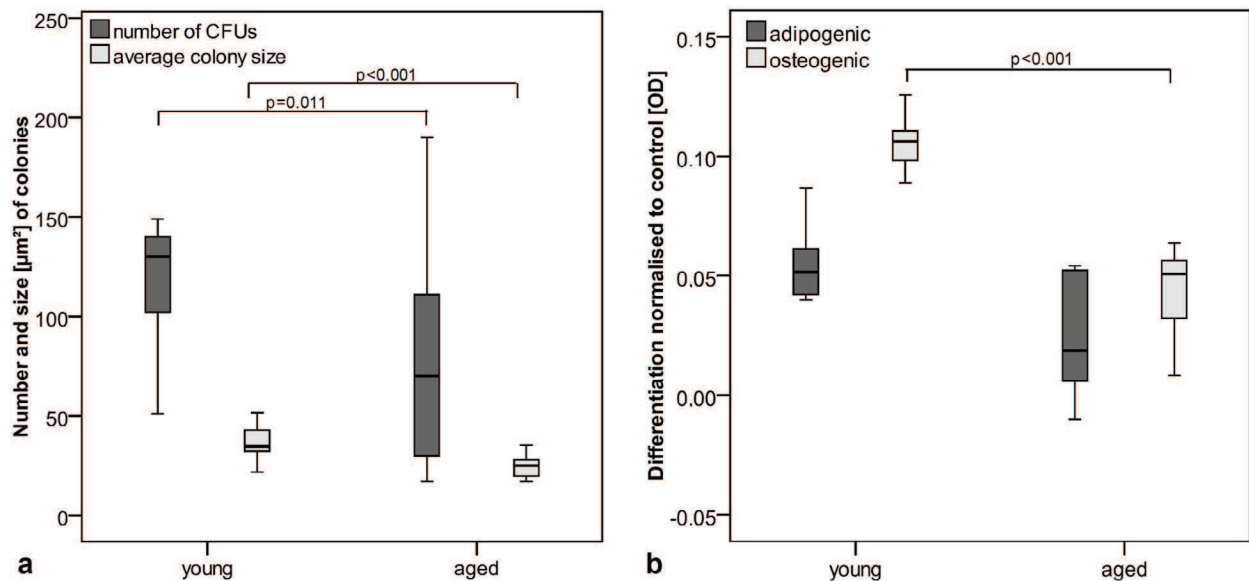 250
200
150
100
50
0
Number and size [µm²] of colonies
number of CFUs
average colony size
p<0.001
p=0.011
young
aged
a
0.15
0.10
0.05
0.00
-0.05
Differentiation normalised to control [OD]
adipogenic
osteogenic
p<0.001
young
aged
b